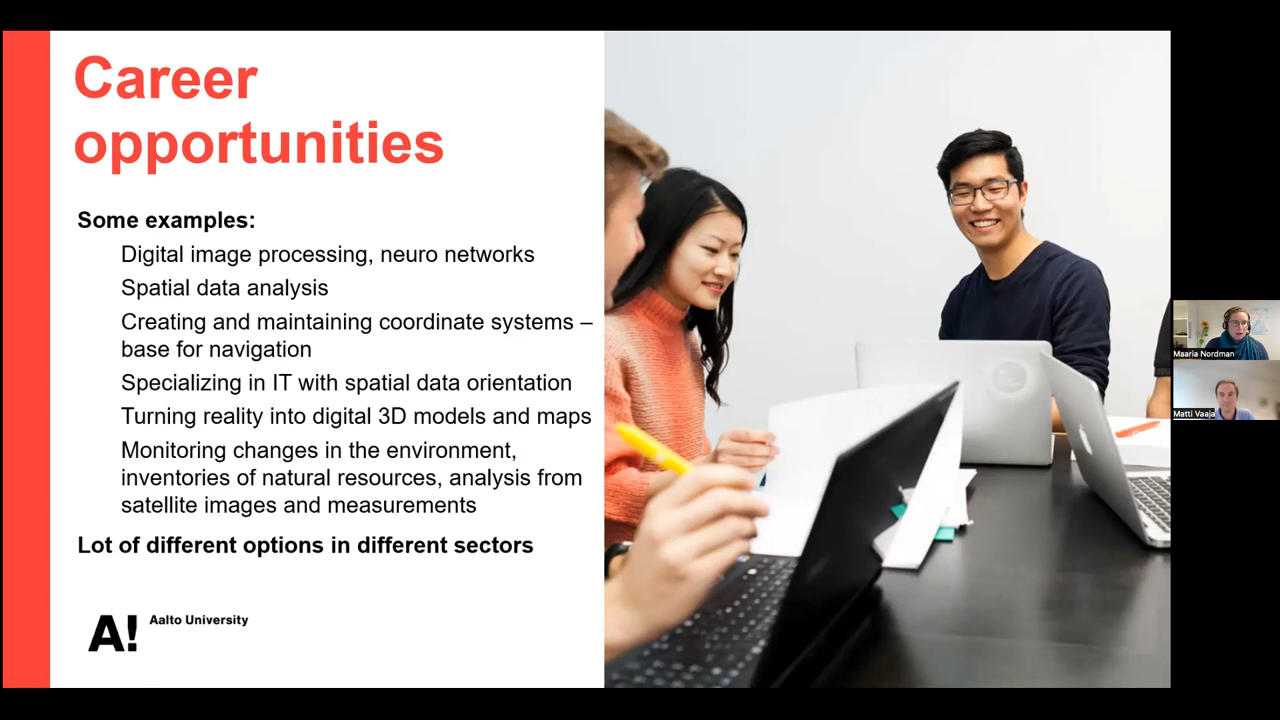 Career
opportunities
Some examples:
Digital image processing, neuro networks
Spatial data analysis
Creating and maintaining coordinate systems –
base for navigation
Specializing in IT with spatial data orientation
Turning reality into digital 3D models and maps
Monitoring changes in the environment,
inventories of natural resources, analysis from
satellite images and measurements
Lot of different options in different sectors
A! Aalto University
Maaria Nordman
Matti Vaaja